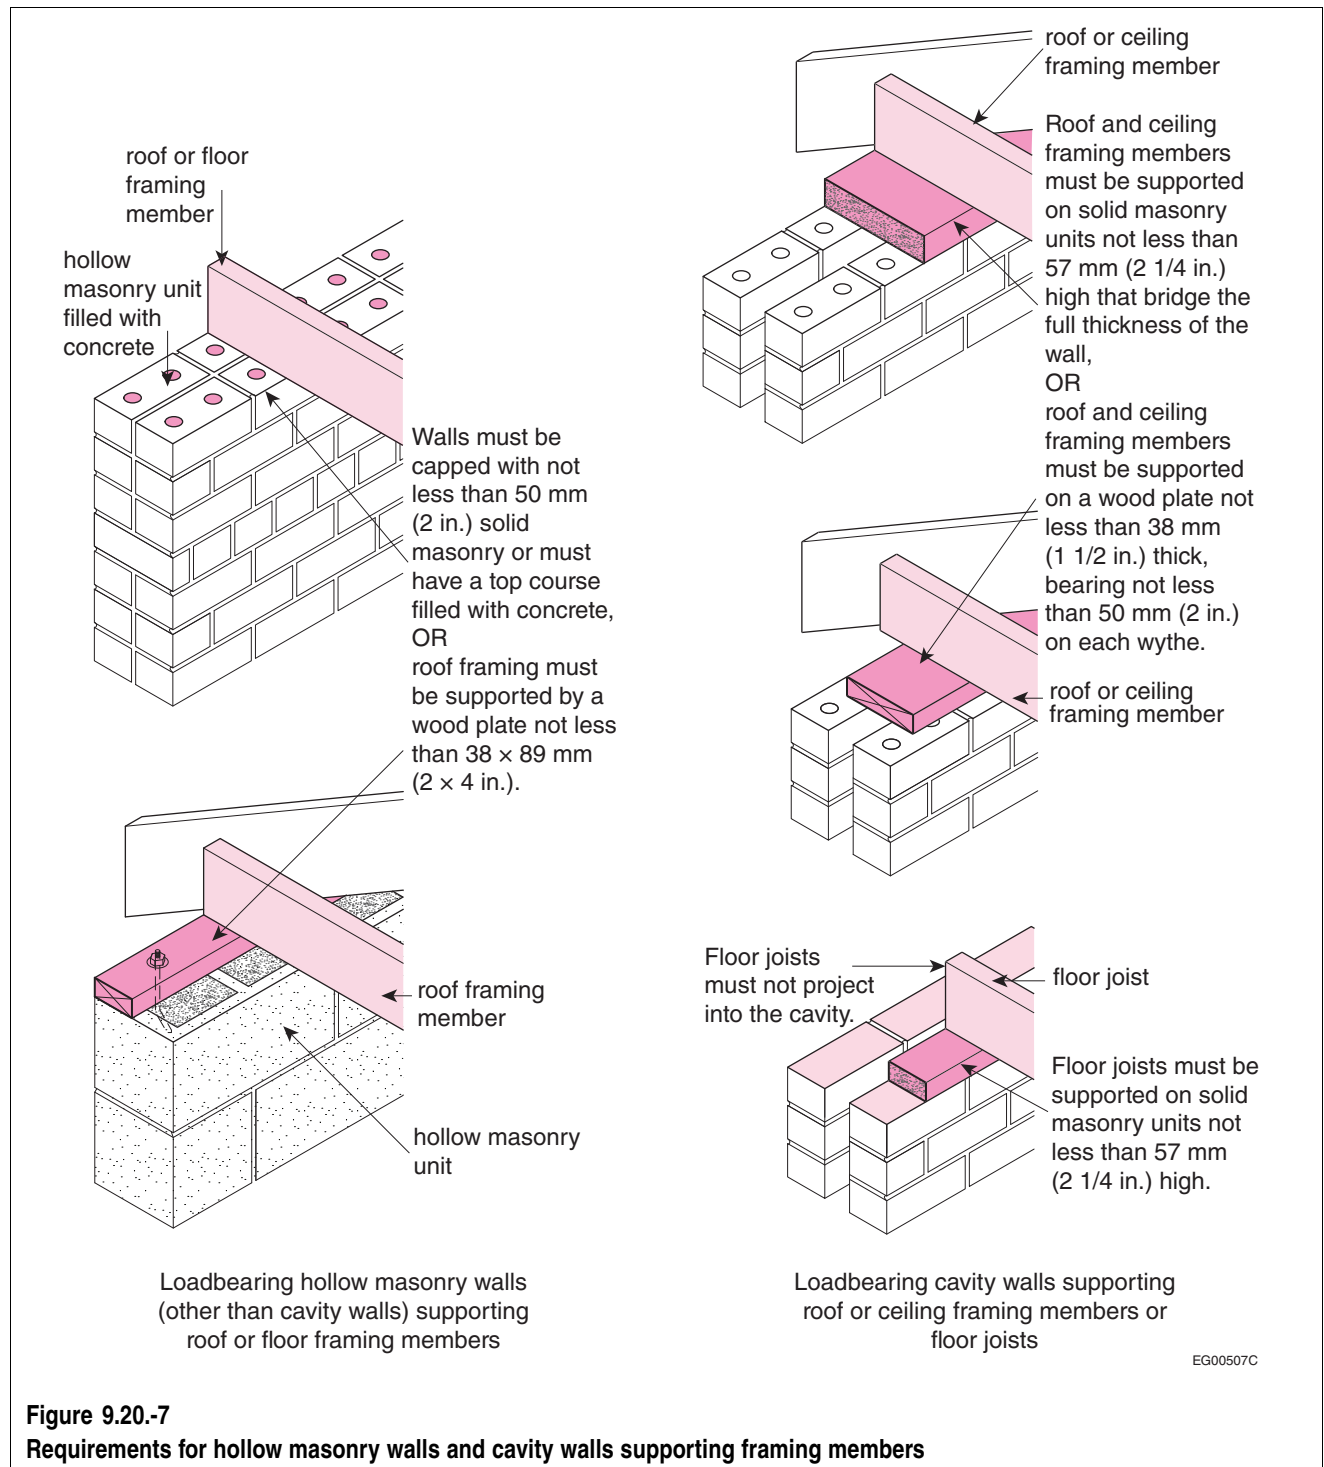 roof or floor
framing
member
hollow
masonry unit
filled with
concrete
Walls must be
capped with not
less than 50 mm
(2 in.) solid
masonry or must
have a top course
filled with concrete,
OR
roof framing must
be supported by a
wood plate not less
than 38 × 89 mm
(2 × 4 in.).
roof framing
member
hollow masonry
unit
Loadbearing hollow masonry walls
(other than cavity walls) supporting
roof or floor framing members
roof or ceiling
framing member
Roof and ceiling
framing members
must be supported
on solid masonry
units not less than
57 mm (2 1/4 in.)
high that bridge the
full thickness of the
wall,
OR
roof and ceiling
framing members
must be supported
on a wood plate not
less than 38 mm
(1 1/2 in.) thick,
bearing not less
than 50 mm (2 in.)
on each wythe.
roof or ceiling
framing member
Floor joists
must not project
into the cavity.
floor joist
Floor joists must be
supported on solid
masonry units not
less than 57 mm
(2 1/4 in.) high.
Loadbearing cavity walls supporting
roof or ceiling framing members or
floor joists
EG00507C
Figure 9.20.-7
Requirements for hollow masonry walls and cavity walls supporting framing members